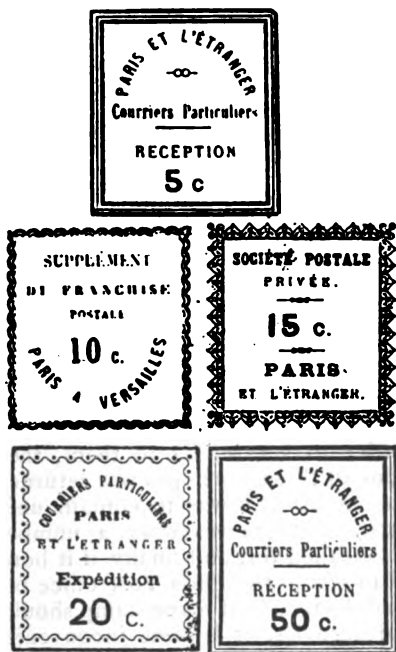 PARIS ET L'ÉTRANGER
Courriers Particuliers
RECEPTION
5 c
SUPPLÉMENT
DE FRANCHISE
POSTALE
10 c.
PARIS A VERSAILLES
SOCIÉTÉ POSTALE
PRIVÉE.
15 c.
PARIS
ET L'ÉTRANGER.
COURRIERS PARTICULIERS
PARIS
ET L'ETRANGER
Expédition
20 c.
PARIS ET L'ÉTRANGER
Courriers Particuliers
RÉCEPTION
50 c.